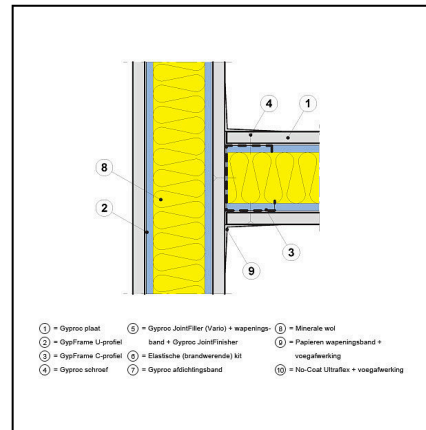 4
1
8
2
3
9
1 = Gyproc plaat
2 = GypFrame U-profiel
3 = GypFrame C-profiel
4 = Gyproc schroef
5 = Gyproc JointFiller (Vario) + wapenings-
band + Gyproc JointFinisher
6 = Elastische (brandwerende) kit
7 = Gyproc afdichtingsband
8 = Minerale wol
9 = Papieren wapeningsband +
voegafwerking
10 = No-Coat Ultraflex + voegafwerking